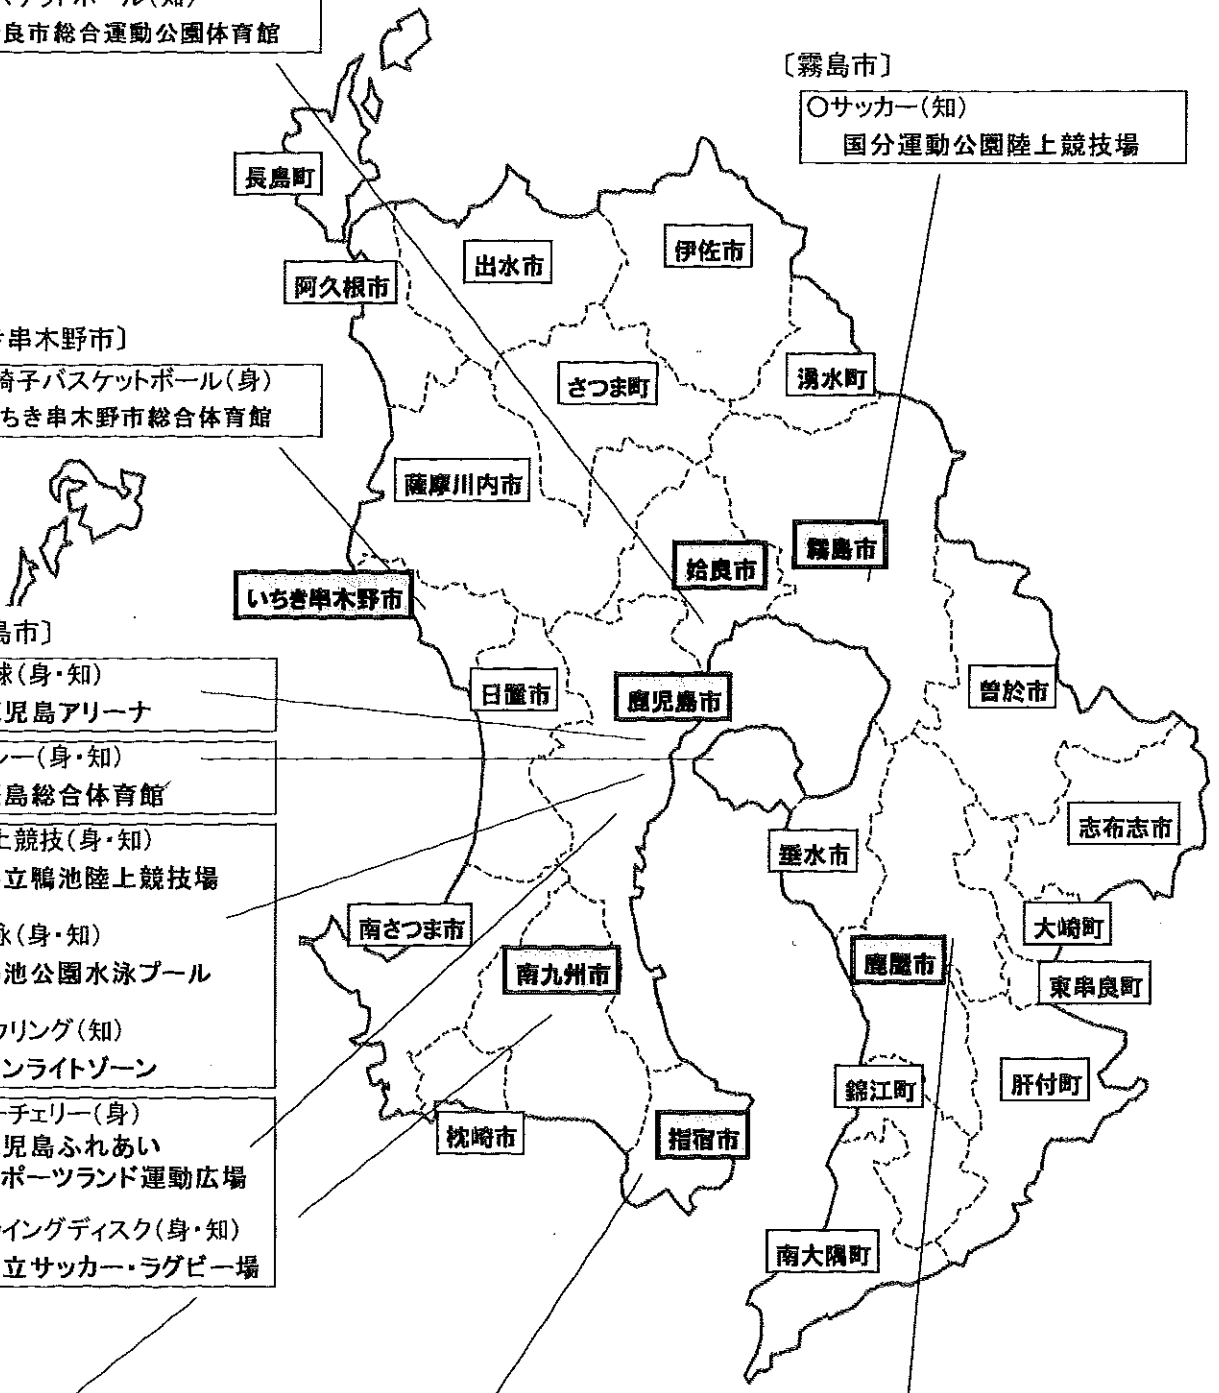 スケットボール(知)
良市総合運動公園体育館
〔霧島市〕
○サッカー(知)
国分運動公園陸上競技場
長島町
出水市
伊佐市
阿久根市
き串木野市〕
椅子バスケットボール(身)
ちき串木野市総合体育館
さつま町
湧水町
薩摩川内市
霧島市
姶良市
いちき串木野市
島市〕
球(身・知)
児島アリーナ
日置市
鹿児島市
曽於市
レー(身・知)
島総合体育館
上競技(身・知)
立鴨池陸上競技場
志布志市
垂水市
泳(身・知)
池公園水泳プール
南さつま市
大崎町
南九州市
鹿屋市
東串良町
ウリング(知)
ンライトゾーン
錦江町
肝付町
ーチェリー(身)
児島ふれあい
ポーツランド運動広場
枕崎市
指宿市
イングディスク(身・知)
立サッカー・ラグビー場
南大隅町